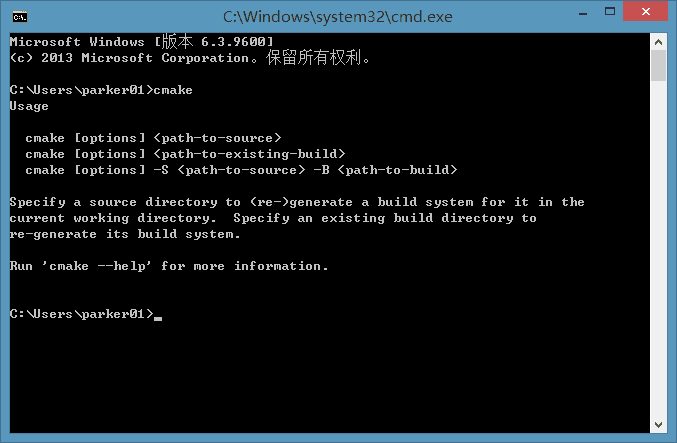 C:\Windows\system32\cmd.exe
Microsoft Windows [版本 6.3.9600]
(c) 2013 Microsoft Corporation。保留所有权利。
C:\Users\parker01>cmake
Usage
cmake [options] <path-to-source>
cmake [options] <path-to-existing-build>
cmake [options] -S <path-to-source> -B <path-to-build>
Specify a source directory to (re-)generate a build system for it in the
current working directory.  Specify an existing build directory to
re-generate its build system.
Run 'cmake --help' for more information.
C:\Users\parker01>_